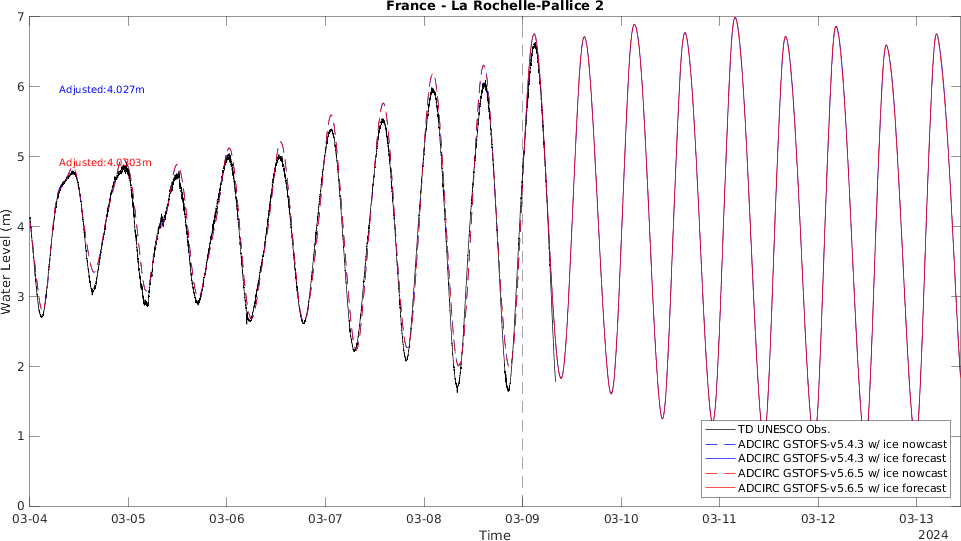 France - La Rochelle-Pallice 2
7
6
5
4
3
2
1
0
Water Level (m)
Adjusted:4.027m
Adjusted:4.0303m
TD UNESCO Obs.
ADCIRC GSTOFS-v5.4.3 w/ ice nowcast
ADCIRC GSTOFS-v5.4.3 w/ ice forecast
ADCIRC GSTOFS-v5.6.5 w/ ice nowcast
ADCIRC GSTOFS-v5.6.5 w/ ice forecast
03-04 03-05 03-06 03-07 03-08 03-09 03-10 03-11 03-12 03-13
Time
2024